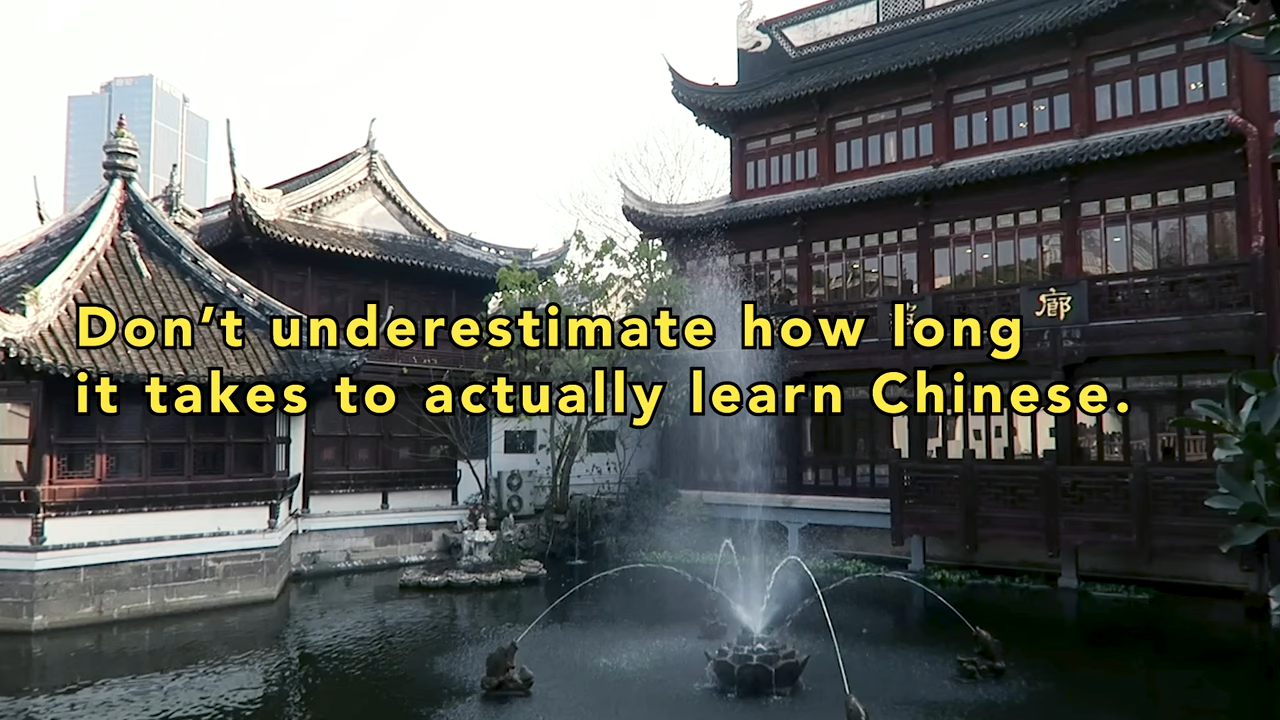 Don’t underestimate how long
it takes to actually learn Chinese.
廊